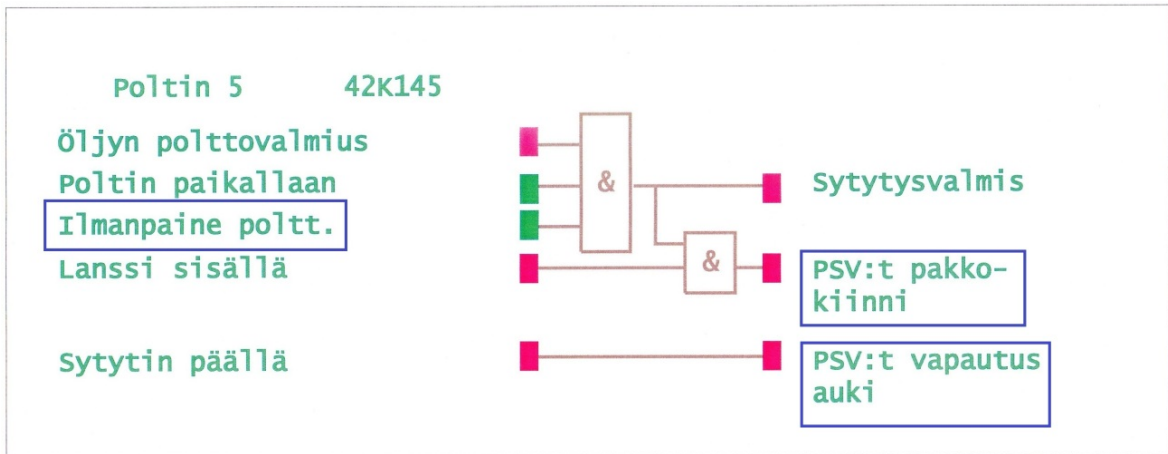 Poltin 5 42K145
Öljyn polttovalmius
Poltin paikallaan
Ilmanpaine poltt.
Lanssi sisällä
Sytytin päällä
&
&
Sytytysvalmis
PSV:t pakko-
kiinni
PSV:t vapautus
auki